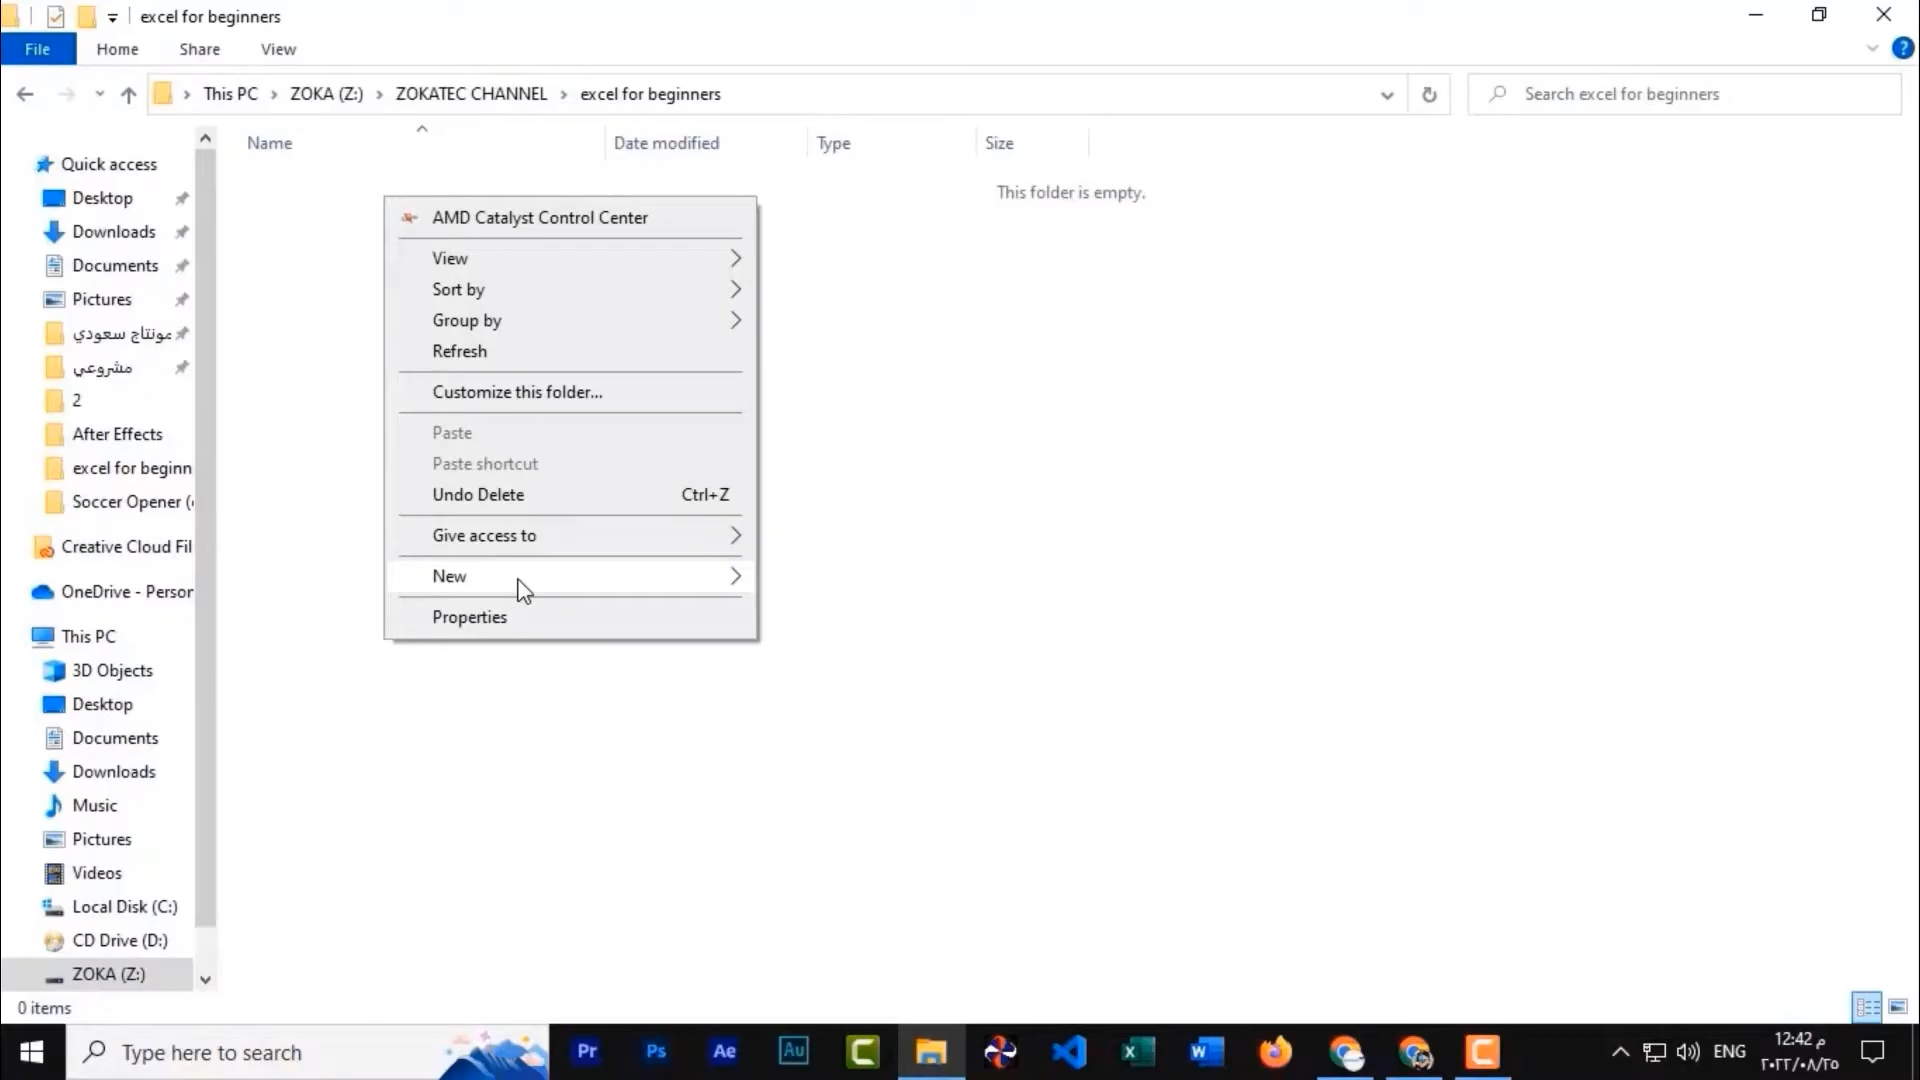 excel for beginners
File Home Share View
This PC ZOKA (Z:) ZOKATEC CHANNEL excel for beginners
Search excel for beginners
Name Date modified Type Size
This folder is empty.
Quick access
Desktop
Downloads
Documents
Pictures
مونتاج سعودي
مشروعي
2
After Effects
excel for beginn
Soccer Opener (
Creative Cloud Fil
OneDrive - Person
This PC
3D Objects
Desktop
Documents
Downloads
Music
Pictures
Videos
Local Disk (C:)
CD Drive (D:)
ZOKA (Z:)
AMD Catalyst Control Center
View
Sort by
Group by
Refresh
Customize this folder...
Paste
Paste shortcut
Undo Delete Ctrl+Z
Give access to
New
Properties
0 items
Type here to search
Pr Ps Ae Au C X W C
ENG
12:42 م
٢٠٢٢/٠٨/٢٥